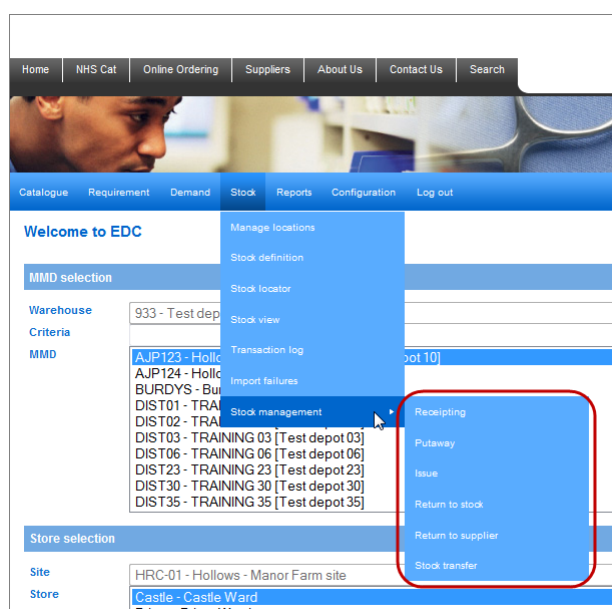 Home NHS Cat Online Ordering Suppliers About Us Contact Us Search
Catalogue Requirement Demand Stock Reports Configuration Log out
Welcome to EDC
Manage locations
Stock definition
Stock locator
Stock view
Transaction log
Import failures
Stock management
Receipting
Putaway
Issue
Return to stock
Return to supplier
Stock transfer
MMD selection
Warehouse 933 - Test dep
Criteria
MMD
AJP123 - Hollo pot 10]
AJP124 - Hollo
BURDYS - Bu
DIST01 - TRAI
DIST02 - TRAI
DIST03 - TRAINING 03 [Test depot 03]
DIST06 - TRAINING 06 [Test depot 06]
DIST23 - TRAINING 23 [Test depot 23]
DIST30 - TRAINING 30 [Test depot 30]
DIST35 - TRAINING 35 [Test depot 35]
Store selection
Site HRC-01 - Hollows - Manor Farm site
Store Castle - Castle Ward